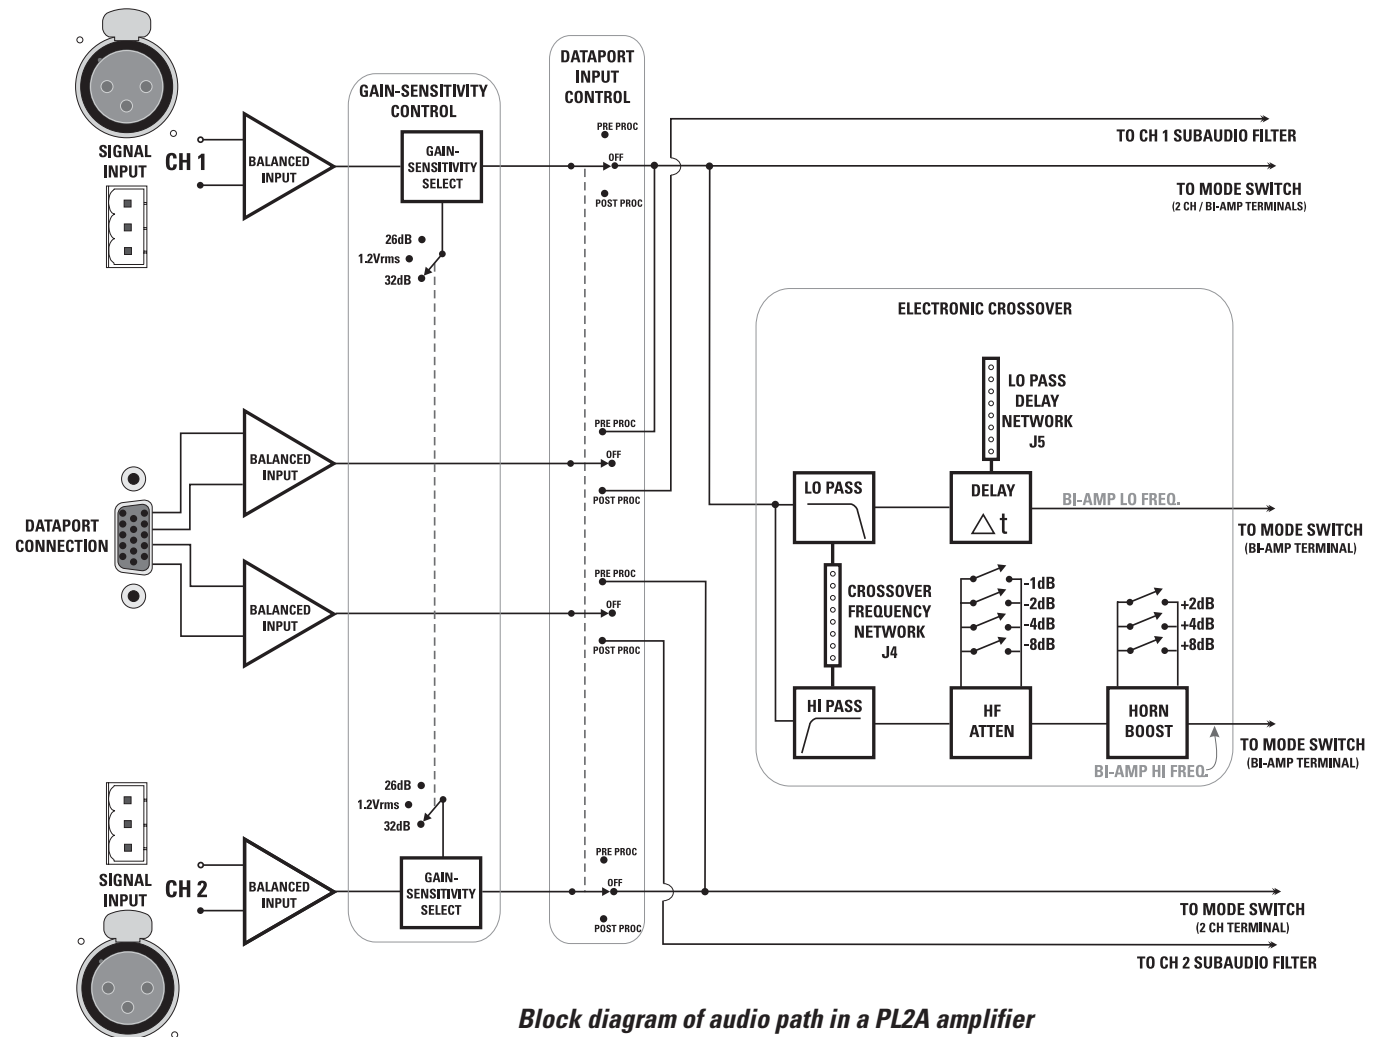 SIGNAL
INPUT
CH 1
BALANCED
INPUT
GAIN-SENSITIVITY
CONTROL
GAIN-
SENSITIVITY
SELECT
26dB
1.2Vrms
32dB
DATAPORT
INPUT
CONTROL
PRE PROC
OFF
POST PROC
TO CH 1 SUBAUDIO FILTER
TO MODE SWITCH
(2 CH / BI-AMP TERMINALS)
DATAPORT
CONNECTION
BALANCED
INPUT
PRE PROC
OFF
POST PROC
BALANCED
INPUT
PRE PROC
OFF
POST PROC
ELECTRONIC CROSSOVER
LO PASS
DELAY
NETWORK
J5
LO PASS
DELAY
△ t
BI-AMP LO FREQ.
TO MODE SWITCH
(BI-AMP TERMINAL)
CROSSOVER
FREQUENCY
NETWORK
J4
-1dB
-2dB
-4dB
-8dB
+2dB
+4dB
+8dB
HI PASS
HF
ATTEN
HORN
BOOST
BI-AMP HI FREQ.
TO MODE SWITCH
(BI-AMP TERMINAL)
SIGNAL
INPUT
CH 2
BALANCED
INPUT
26dB
1.2Vrms
32dB
GAIN-
SENSITIVITY
SELECT
PRE PROC
OFF
POST PROC
TO MODE SWITCH
(2 CH TERMINAL)
TO CH 2 SUBAUDIO FILTER
Block diagram of audio path in a PL2A amplifier